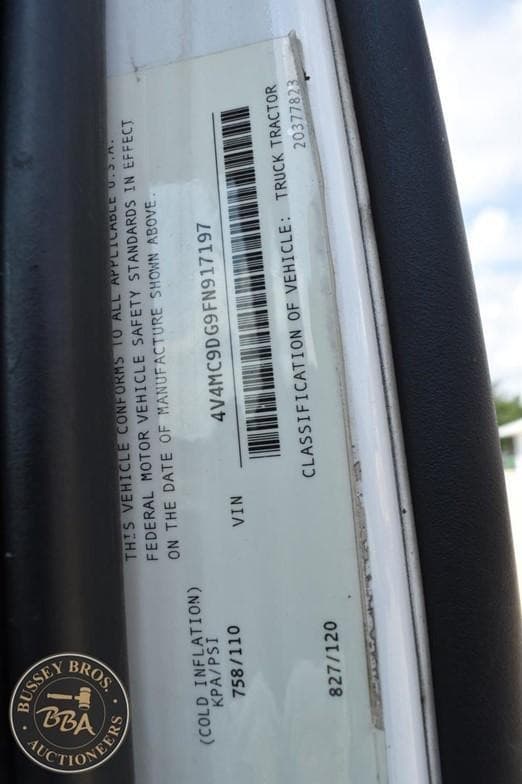 THIS VEHICLE CONFORMS TO ALL APPLICABLE U.S.A.
FEDERAL MOTOR VEHICLE SAFETY STANDARDS IN EFFECT
ON THE DATE OF MANUFACTURE SHOWN ABOVE.
(COLD INFLATION)
KPA/PSI
758/110
827/120
4V4MC9DG9FN917197
VIN
CLASSIFICATION OF VEHICLE: TRUCK TRACTOR
20377823
BUSSEY BROS.
BBA
AUCTIONEERS